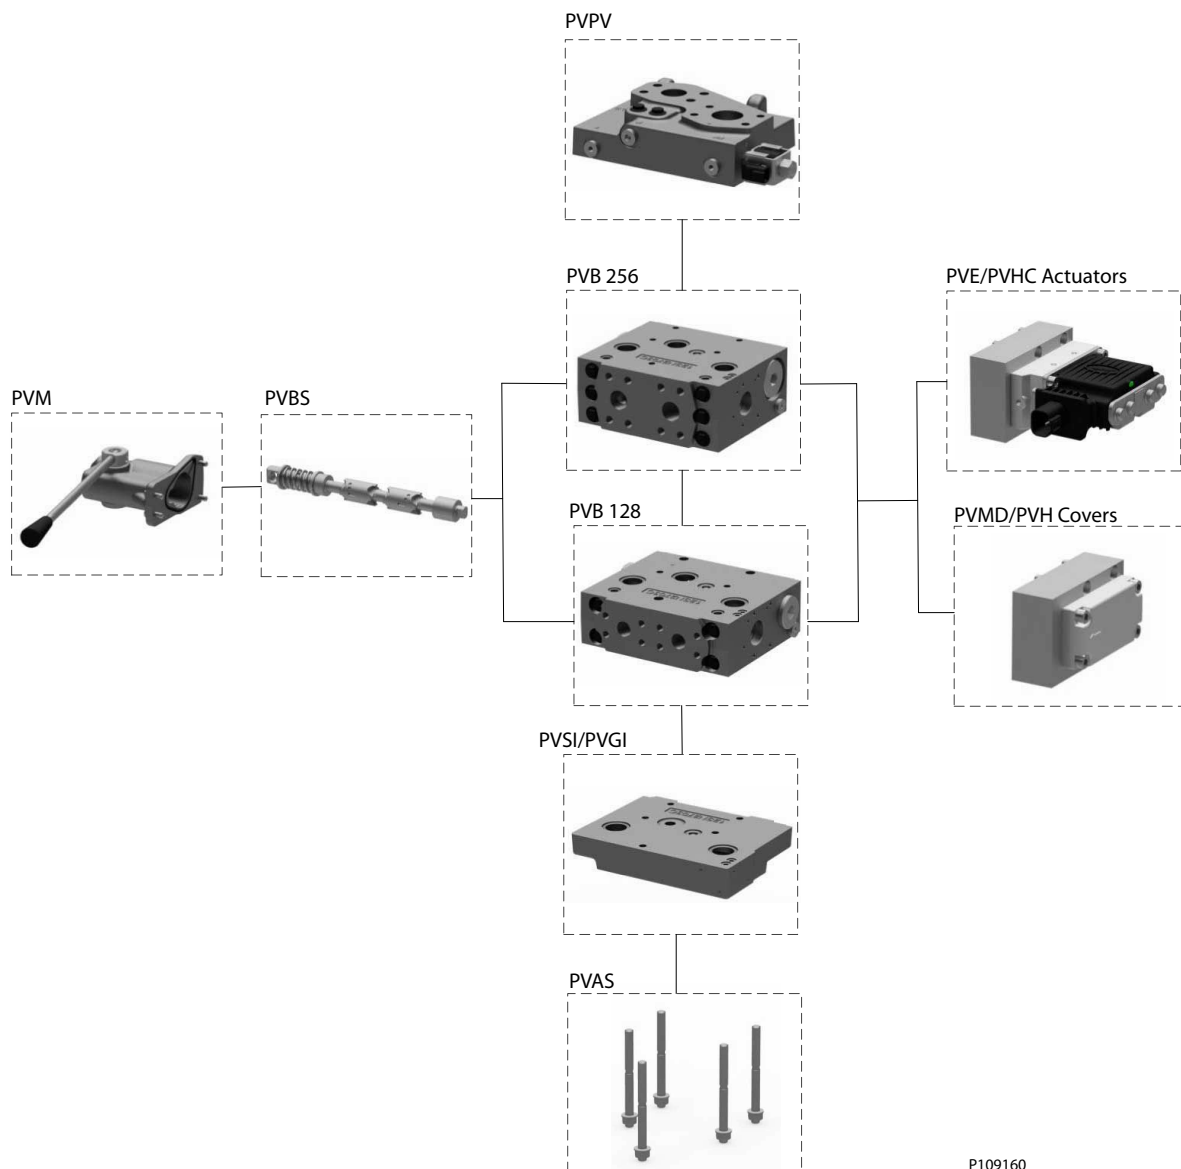 PVPV
PVB 256
PVE/PVHC Actuators
PVM
PVBS
PVB 128
PVMD/PVH Covers
PVSI/PVGI
PVAS
P109160